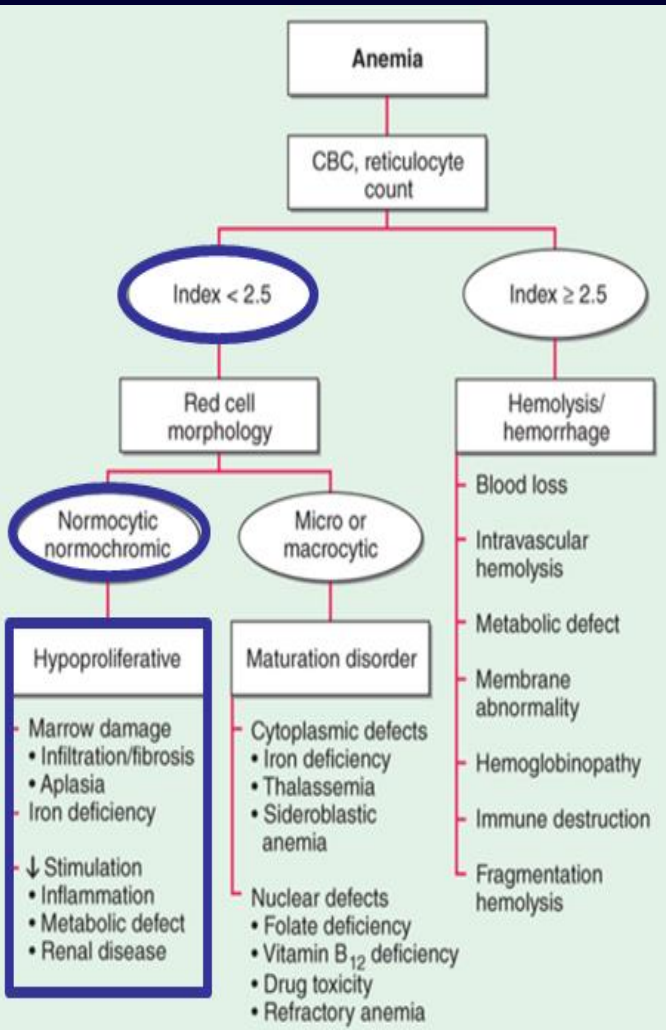 Anemia
CBC, reticulocyte
count
Index < 2.5
Index ≥ 2.5
Red cell
morphology
Hemolysis/
hemorrhage
Normocytic
normochromic
Micro or
macrocytic
Blood loss
Intravascular
hemolysis
Metabolic defect
Membrane
abnormality
Hemoglobinopathy
Immune destruction
Fragmentation
hemolysis
Hypoproliferative
Marrow damage
• Infiltration/fibrosis
• Aplasia
Iron deficiency
↓ Stimulation
• Inflammation
• Metabolic defect
• Renal disease
Maturation disorder
Cytoplasmic defects
• Iron deficiency
• Thalassemia
• Sideroblastic
anemia
Nuclear defects
• Folate deficiency
• Vitamin B12 deficiency
• Drug toxicity
• Refractory anemia